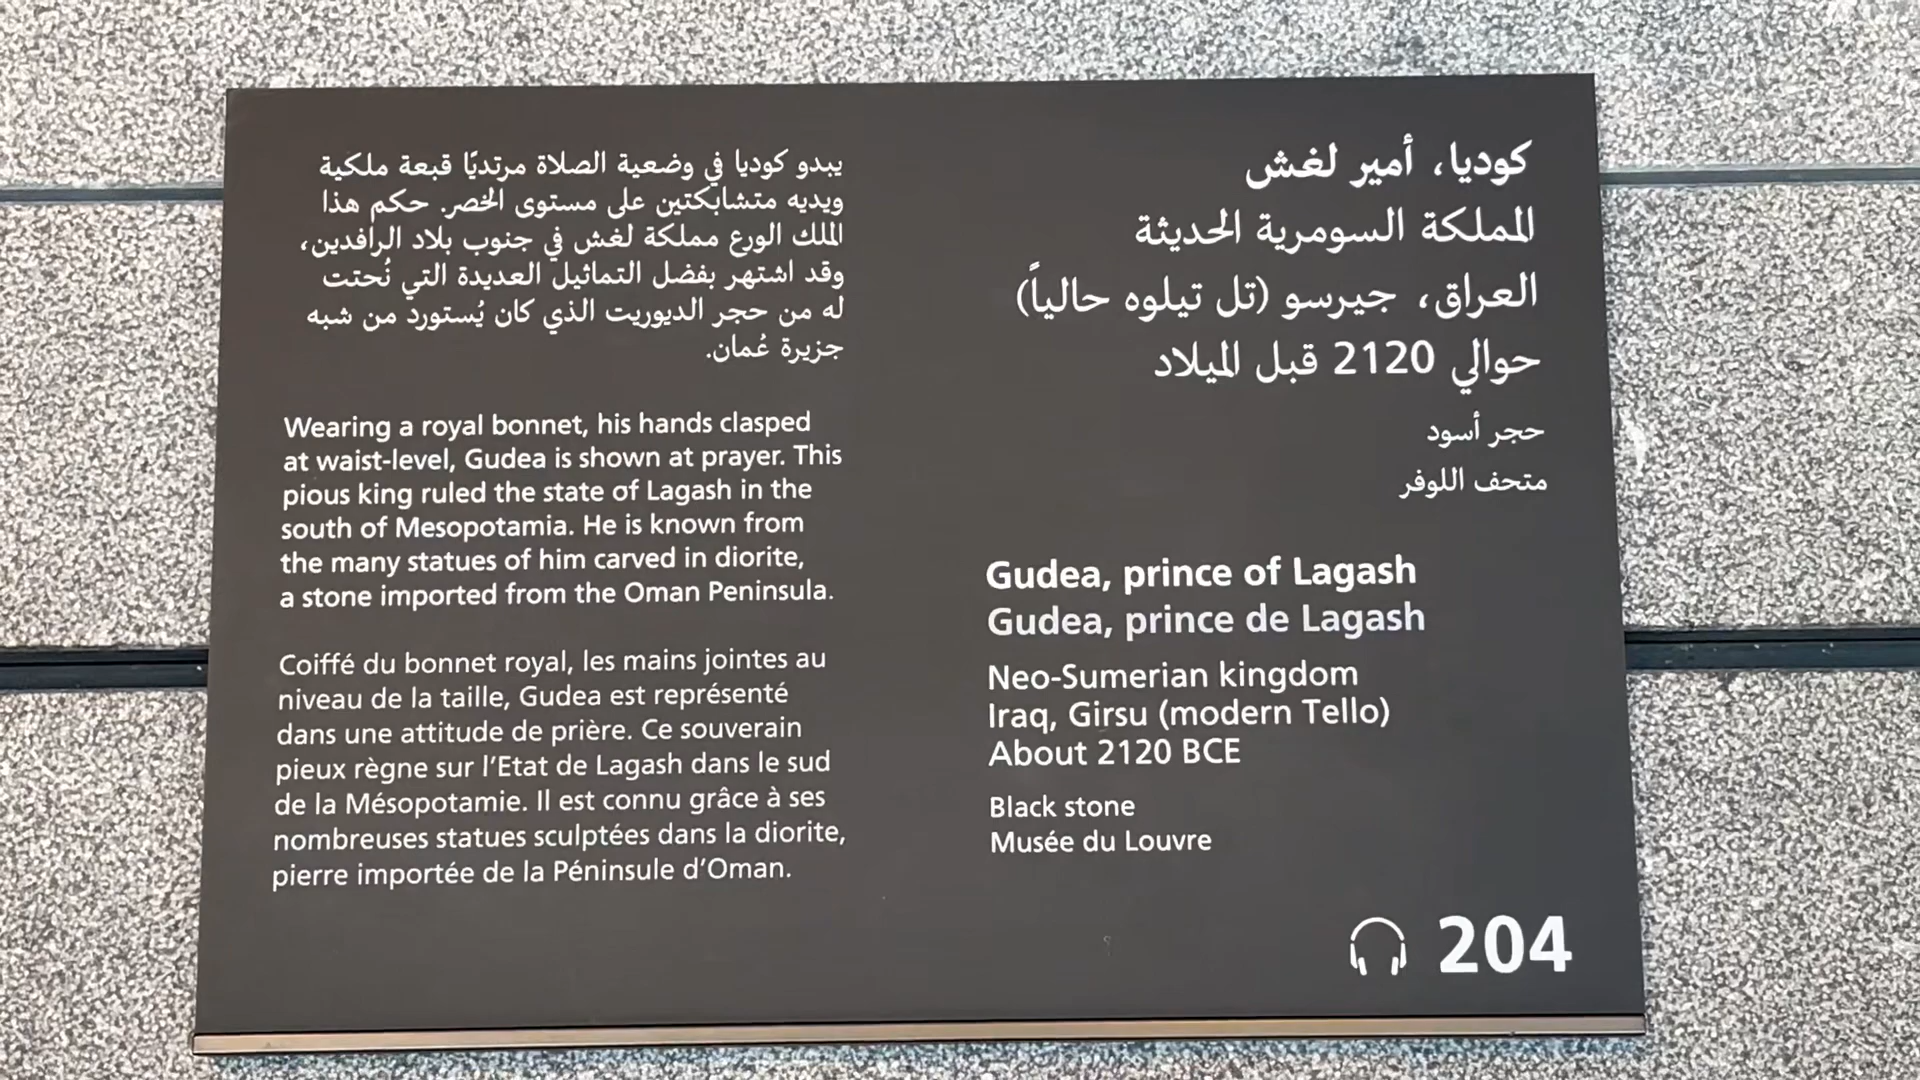 كوديا، أمير لغش
المملكة السومرية الحديثة
العراق، جيرسو (تل تيلوه حالياً)
حوالي 2120 قبل الميلاد
حجر أسود
متحف اللوفر
Gudea, prince of Lagash
Gudea, prince de Lagash
Neo-Sumerian kingdom
Iraq, Girsu (modern Tello)
About 2120 BCE
Black stone
Musée du Louvre
204
يبدو كوديا في وضعية الصلاة مرتديًا قبعة ملكية
ويديه متشابكتين على مستوى الخصر. حكم هذا
الملك الورع مملكة لغش في جنوب بلاد الرافدين،
وقد اشتهر بفضل التماثيل العديدة التي نُحتت
له من حجر الديوريت الذي كان يُستورد من شبه
جزيرة عُمان.
Wearing a royal bonnet, his hands clasped
at waist-level, Gudea is shown at prayer. This
pious king ruled the state of Lagash in the
south of Mesopotamia. He is known from
the many statues of him carved in diorite,
a stone imported from the Oman Peninsula.
Coiffé du bonnet royal, les mains jointes au
niveau de la taille, Gudea est représenté
dans une attitude de prière. Ce souverain
pieux règne sur l'Etat de Lagash dans le sud
de la Mésopotamie. Il est connu grâce à ses
nombreuses statues sculptées dans la diorite,
pierre importée de la Péninsule d'Oman.